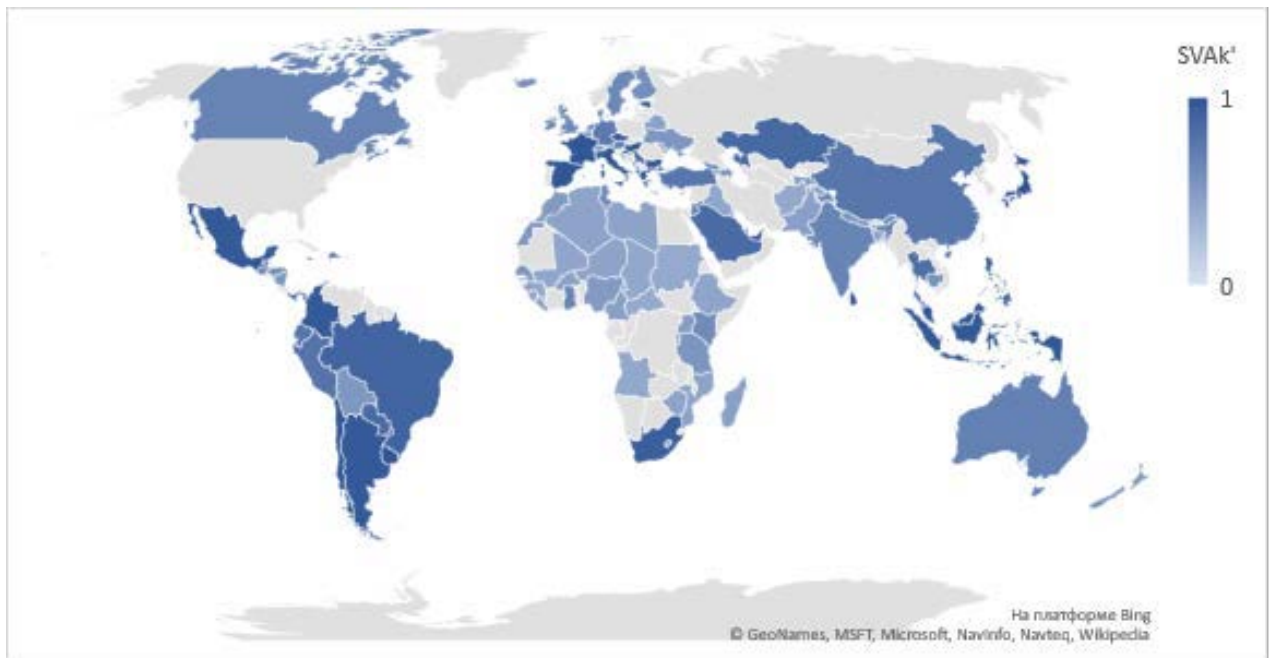 SVAk'
1
0
На платформе Bing
© GeoNames, MSFT, Microsoft, NavInfo, Navteq, Wikipedia